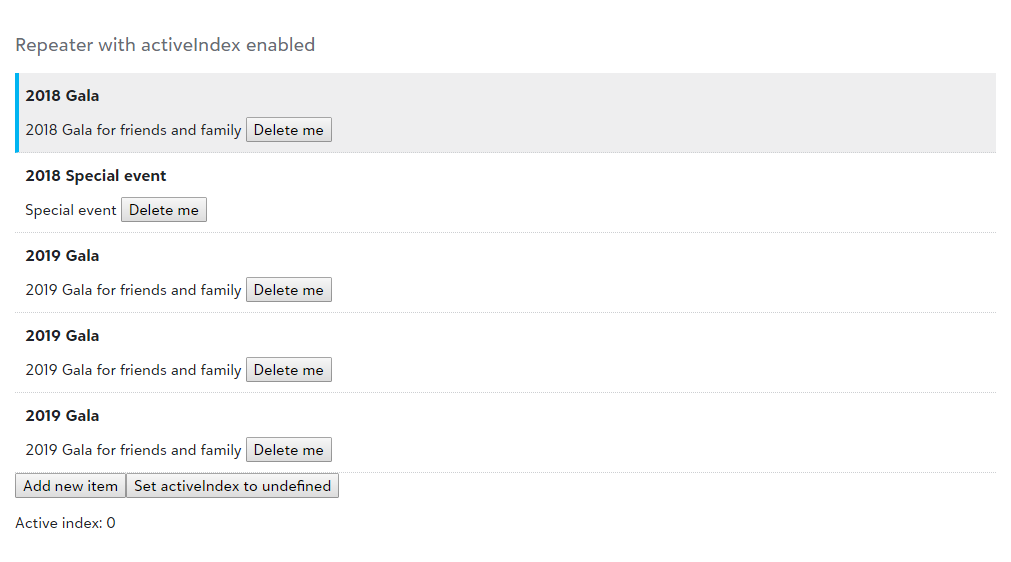 Repeater with activeIndex enabled
2018 Gala
2018 Gala for friends and family Delete me
2018 Special event
Special event Delete me
2019 Gala
2019 Gala for friends and family Delete me
2019 Gala
2019 Gala for friends and family Delete me
2019 Gala
2019 Gala for friends and family Delete me
Add new item Set activeIndex to undefined
Active index: 0